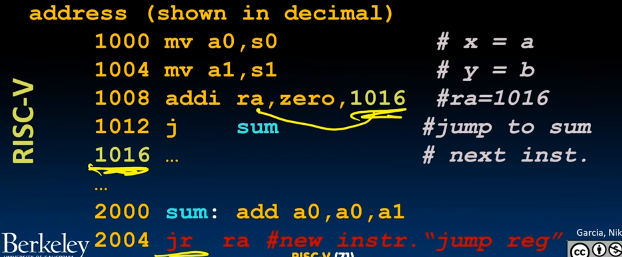 address (shown in decimal)
1000 mv a0,s0 # x = a
1004 mv a1,s1 # y = b
1008 addi ra,zero,1016 #ra=1016
1012 j sum #jump to sum
1016 … # next inst.
…
2000 sum: add a0,a0,a1
2004 jr ra #new instr.“jump reg”
RISC-V
Berkeley
Garcia, Nik
RISC-V (71)
cc